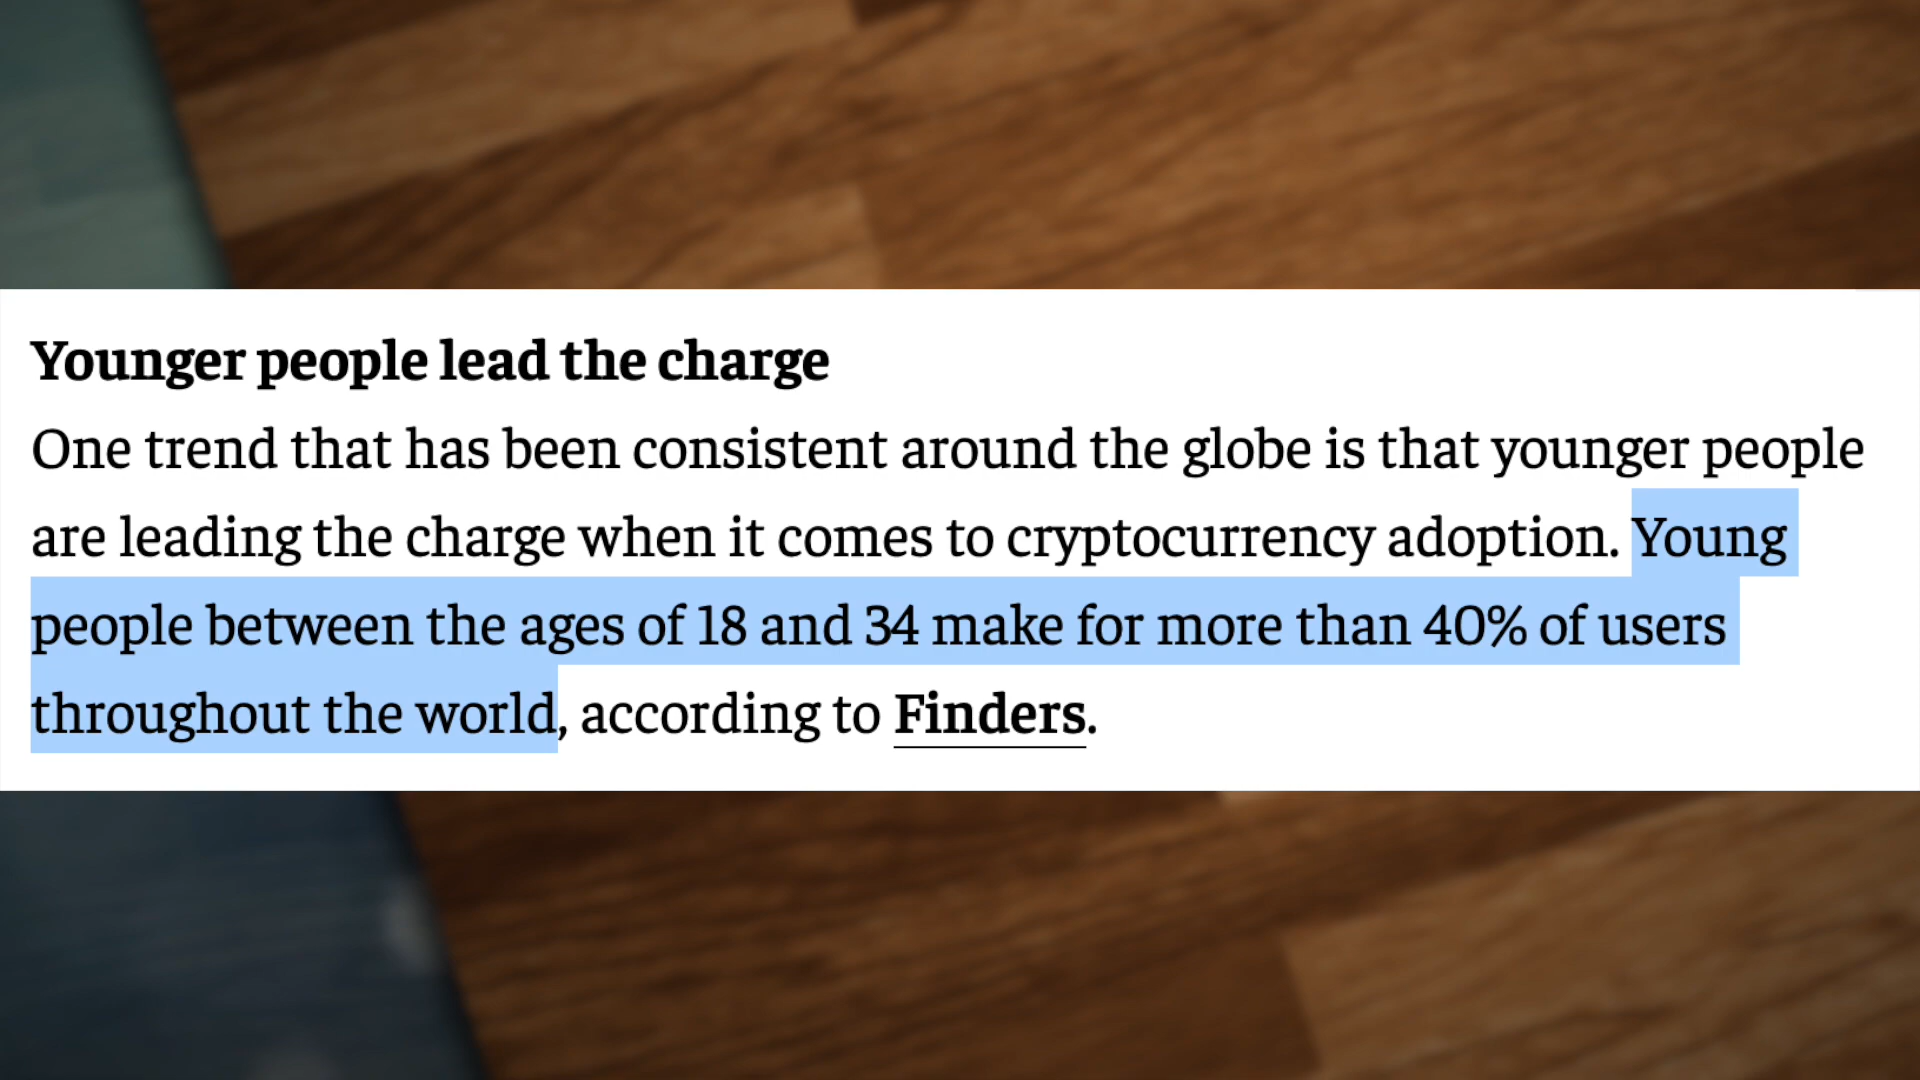 Younger people lead the charge
One trend that has been consistent around the globe is that younger people
are leading the charge when it comes to cryptocurrency adoption. Young
people between the ages of 18 and 34 make for more than 40% of users
throughout the world, according to Finders.